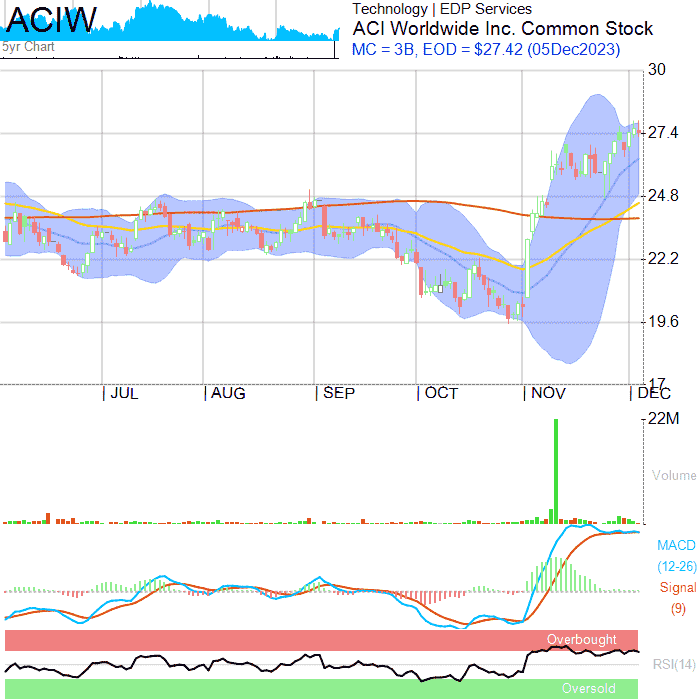 ACIW
5yr Chart
Technology | EDP Services
ACI Worldwide Inc. Common Stock
MC = 3B, EOD = $27.42 (05Dec2023)
30
27.4
24.8
22.2
19.6
17
JUL
AUG
SEP
OCT
NOV
DEC
22M
Volume
MACD
(12-26)
Signal
(9)
Overbought
RSI(14)
Oversold